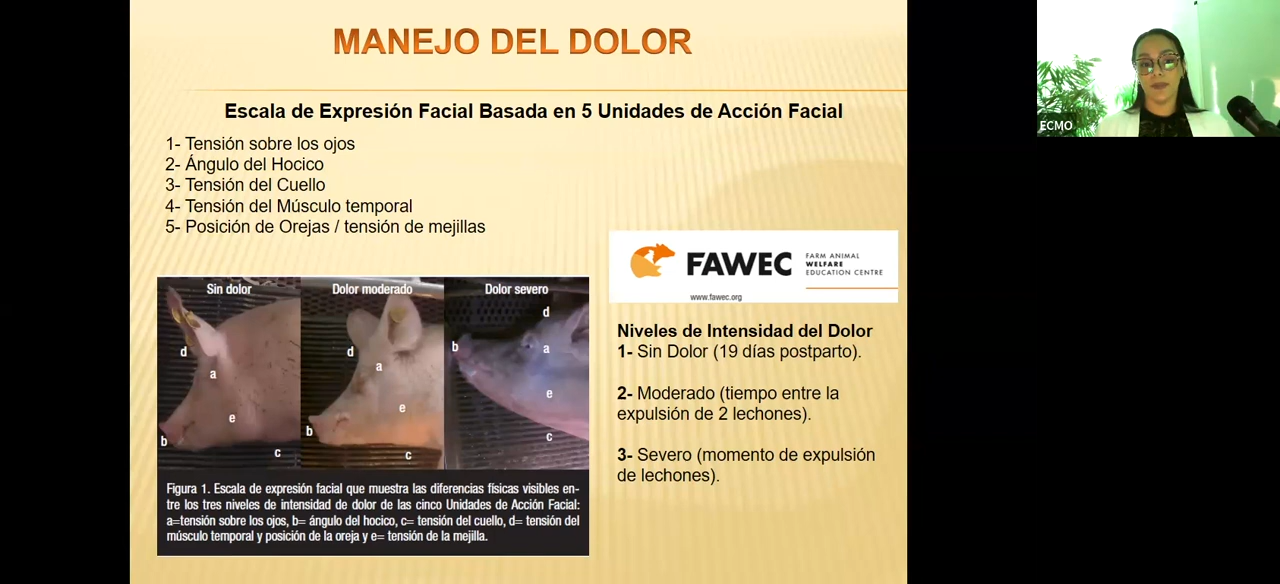 MANEJO DEL DOLOR
Escala de Expresión Facial Basada en 5 Unidades de Acción Facial
1- Tensión sobre los ojos
2- Ángulo del Hocico
3- Tensión del Cuello
4- Tensión del Músculo temporal
5- Posición de Orejas / tensión de mejillas
Sin dolor
d
a
e
b
c
Dolor moderado
d
a
e
b
c
Dolor severo
d
b
a
e
c
Figura 1. Escala de expresión facial que muestra las diferencias físicas visibles en-
tre los tres niveles de intensidad de dolor de las cinco Unidades de Acción Facial:
a=tensión sobre los ojos, b= ángulo del hocico, c= tensión del cuello, d= tensión del
músculo temporal y posición de la oreja y e= tensión de la mejilla.
FAWEC
FARM ANIMAL
WELFARE
EDUCATION CENTRE
www.fawec.org
Niveles de Intensidad del Dolor
1- Sin Dolor (19 días postparto).
2- Moderado (tiempo entre la
expulsión de 2 lechones).
3- Severo (momento de expulsión
de lechones).
ECMO